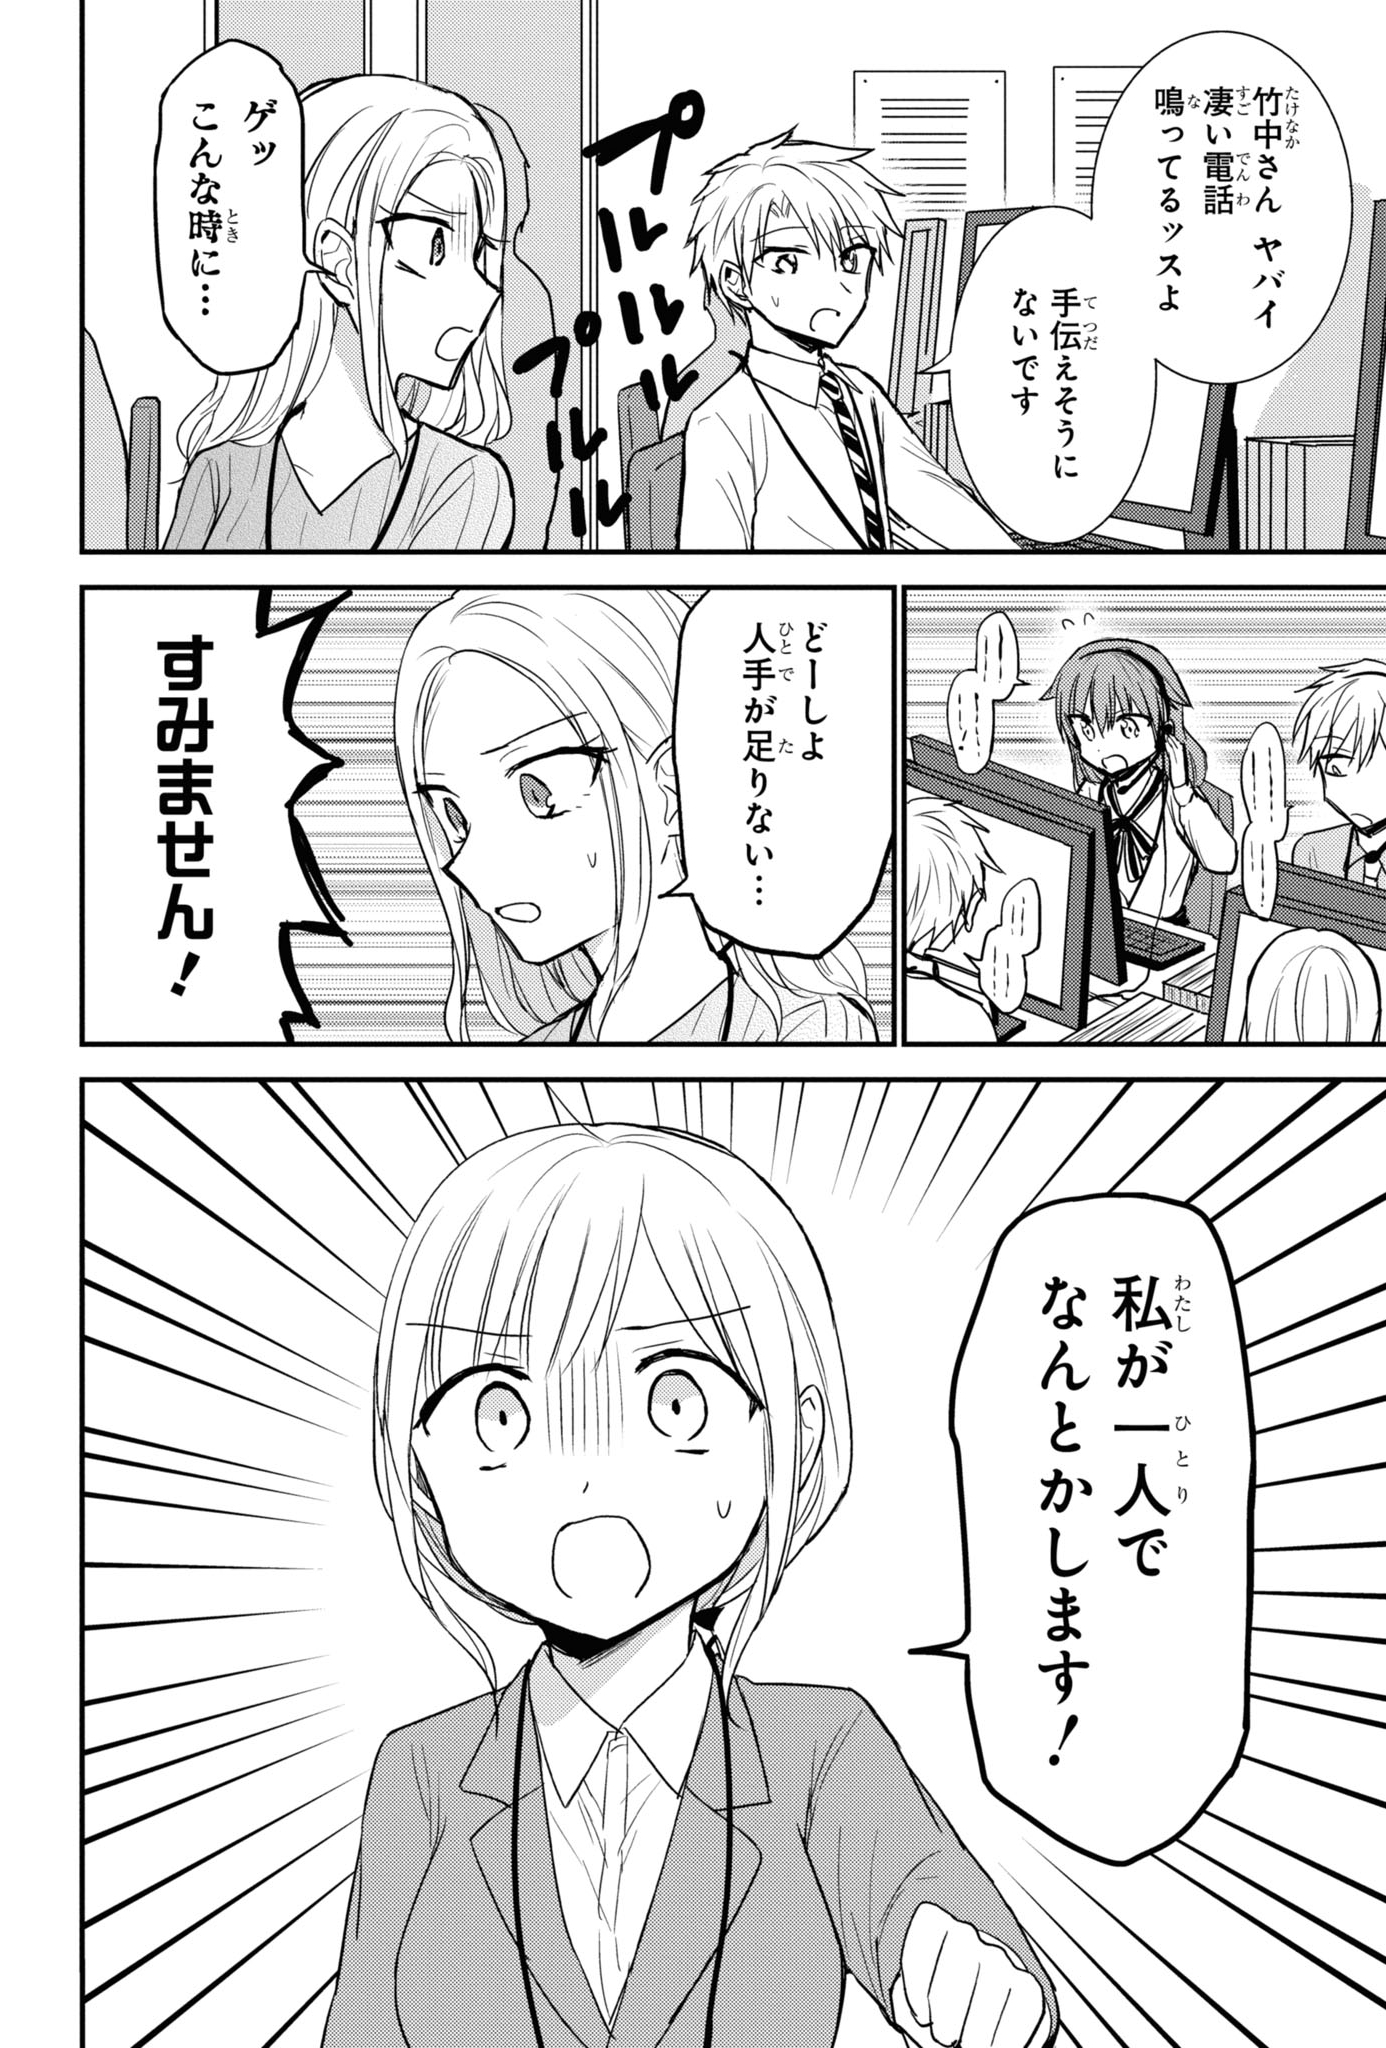 竹中さん ヤバイ
凄い電話
鳴ってるッスよ
手伝えそうに
ないです
プルルル
プルルル
ゲッ
こんな時に…
どーしよ
人手が足りない…
すみません!
私が一人で
なんとかします!